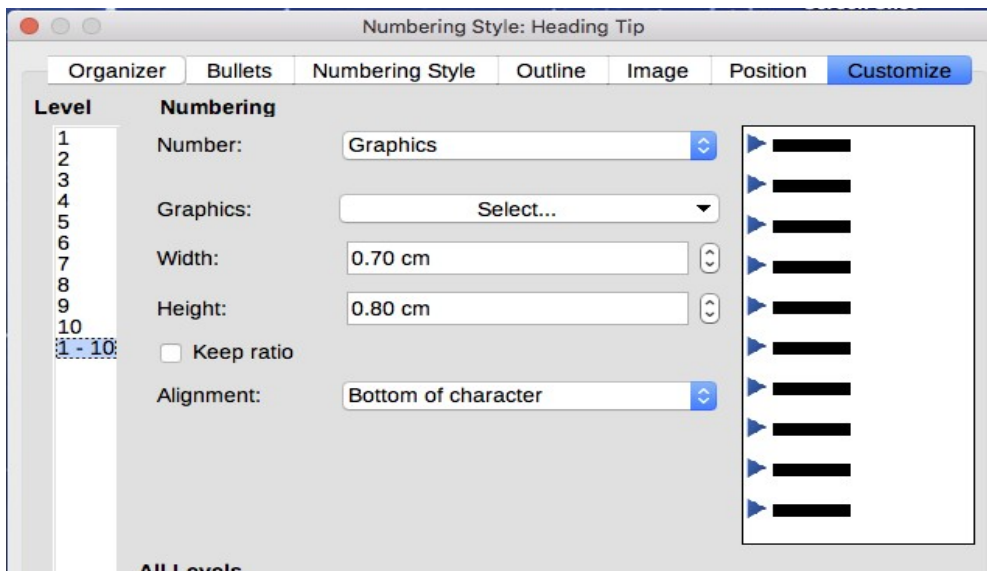 Numbering Style: Heading Tip
Organizer Bullets Numbering Style Outline Image Position Customize
Level Numbering
1
2
3
4
5
6
7
8
9
10
1 - 10
Number: Graphics
Graphics: Select...
Width: 0.70 cm
Height: 0.80 cm
Keep ratio
Alignment: Bottom of character
All Levels